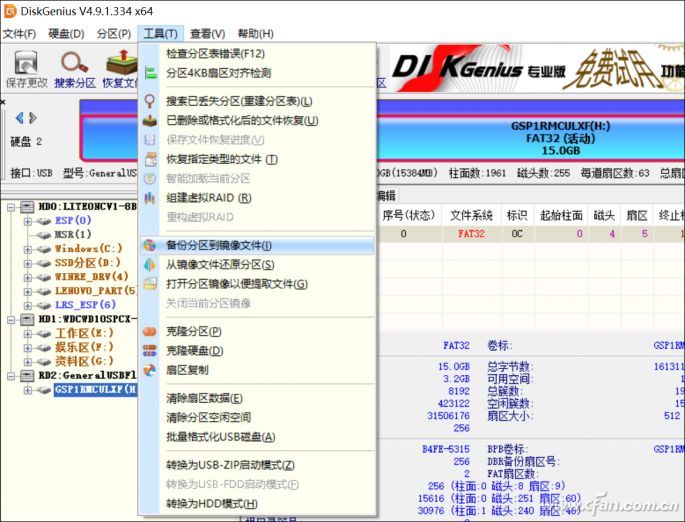 DiskGenius V4.9.1.334 x64
文件(F) 硬盘(D) 分区(P) 工具(T) 查看(V) 帮助(H)
保存更改 搜索分区 恢复文件
DISKGenius 专业版 免费试用 功能
检查分区表错误(F12)
分区4KB扇区对齐检测
搜索已丢失分区(重建分区表)(L)
已删除或格式化后的文件恢复(U)
保存文件恢复进度(V)
恢复指定类型的文件 (T)
智能加载当前分区
组建虚拟RAID (R)
重构虚拟RAID
备份分区到镜像文件(I)
从镜像文件还原分区(S)
打开分区镜像以便提取文件(G)
关闭当前分区镜像
克隆分区(P)
克隆硬盘(D)
扇区复制
清除扇区数据(E)
清除分区空闲空间
批量格式化USB磁盘(A)
转换为USB-ZIP启动模式(Z)
转换为USB-FDD启动模式(F)
转换为HDD模式(H)
硬盘 2
GSP1RMCULXF(H:)
FAT32 (活动)
15.0GB
接口:USB 型号:GeneralUSB
0GB(15384MB) 柱面数:1961 磁头数:255 每道扇区数:63 总扇
HD0:LITEONCV1-8B
ESP(0)
MSR(1)
Windows(C:)
SSD分区(D:)
WINRE_DRV(4)
LENOVO_PART(5)
LRS_ESP(6)
HD1:WDCWD10SPCX-
工作区(E:)
娱乐区(F:)
资料区(G:)
RD2:GeneralUSBFl
GSP1RMCULXF(H
编辑
序号(状态) 文件系统 标识 起始柱面 磁头 扇区 终止柱
0 FAT32 0C 0 4 5
FAT32 卷标: GSP1RM
15.0GB 总字节数: 161311
3.2GB 可用空间:
8192 总簇数:
423122 空闲簇数:
31506176 扇区大小: 512
256
B4FE-5315 BPB卷标: GSP1RM
256 DBR备份扇区号:
2 FAT扇区数:
256 (柱面:0 磁头:8 扇区:9)
15616 (柱面:0 磁头:251 扇区:60)
30976 (柱面:1 磁头:240 扇区:46)
www.cfan.com.cn